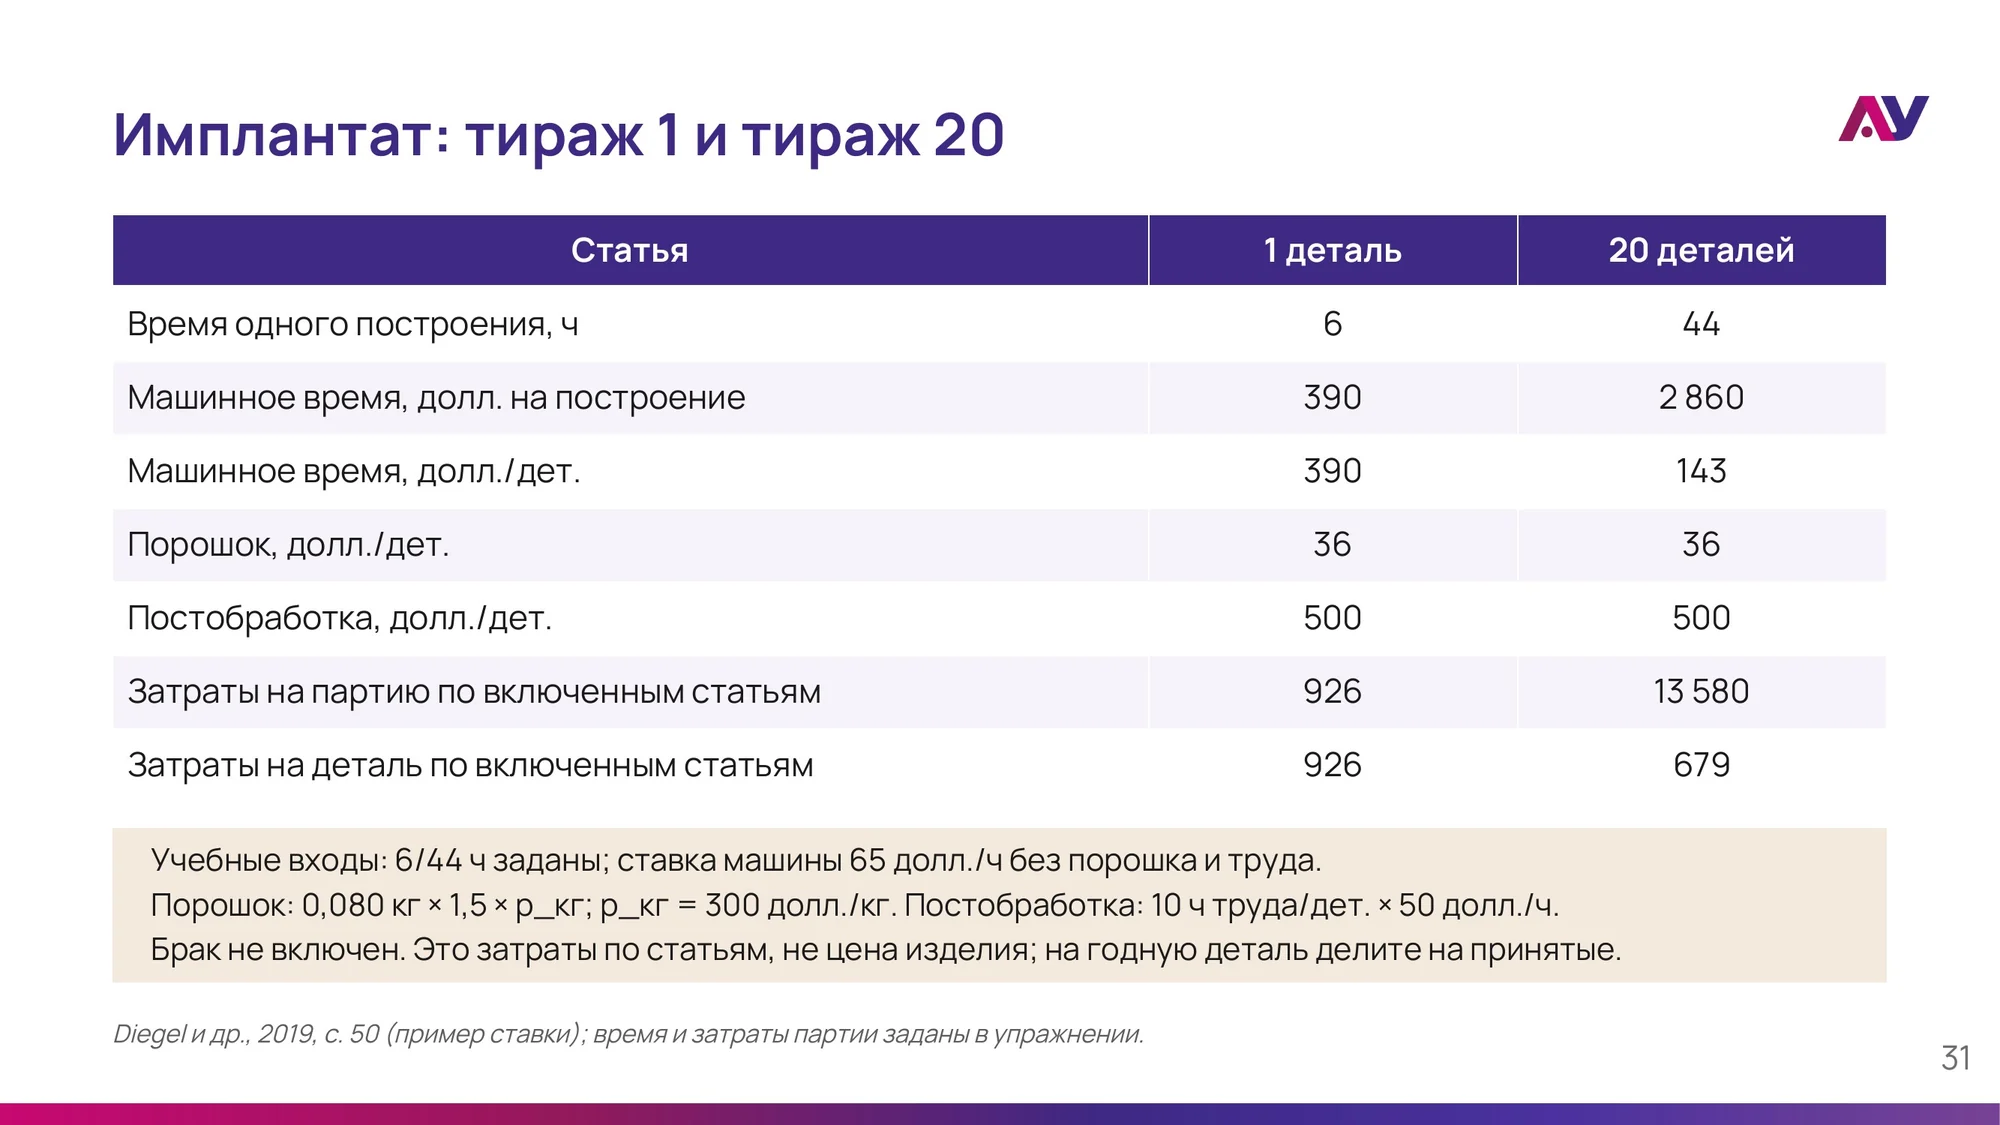 Имплантат: тираж 1 и тираж 20
АУ
Статья 1 деталь 20 деталей
Время одного построения, ч 6 44
Машинное время, долл. на построение 390 2 860
Машинное время, долл./дет. 390 143
Порошок, долл./дет. 36 36
Постобработка, долл./дет. 500 500
Затраты на партию по включенным статьям 926 13 580
Затраты на деталь по включенным статьям 926 679
Учебные входы: 6/44 ч заданы; ставка машины 65 долл./ч без порошка и труда.
Порошок: 0,080 кг × 1,5 × p_кг; p_кг = 300 долл./кг. Постобработка: 10 ч труда/дет. × 50 долл./ч.
Брак не включен. Это затраты по статьям, не цена изделия; на годную деталь делите на принятые.
Diegel и др., 2019, с. 50 (пример ставки); время и затраты партии заданы в упражнении.
31